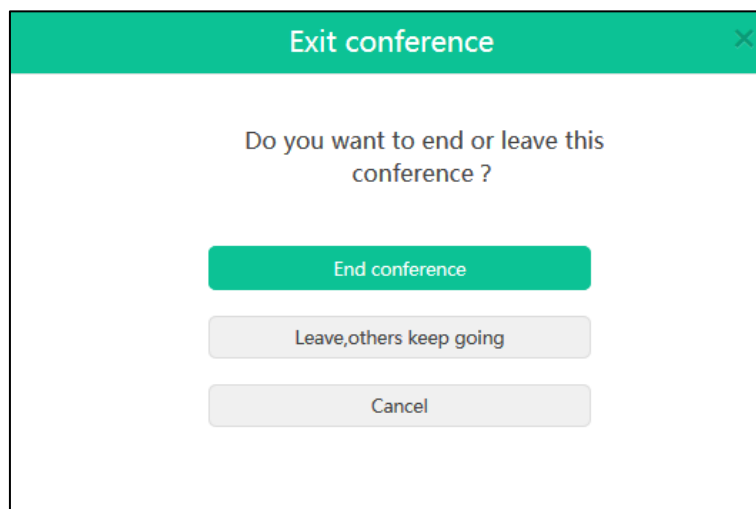 Exit conference
Do you want to end or leave this
conference ?
End conference
Leave,others keep going
Cancel